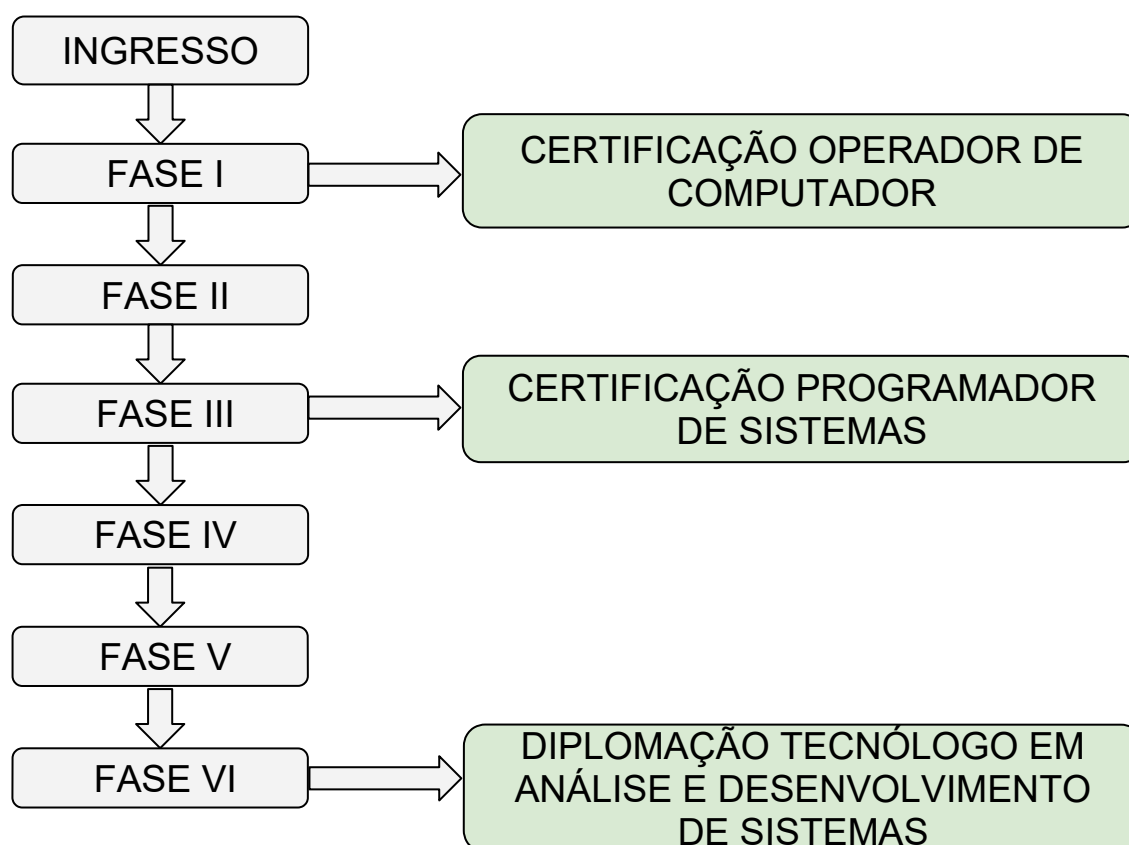 INGRESSO
FASE I
CERTIFICAÇÃO OPERADOR DE
COMPUTADOR
FASE II
FASE III
CERTIFICAÇÃO PROGRAMADOR
DE SISTEMAS
FASE IV
FASE V
FASE VI
DIPLOMAÇÃO TECNÓLOGO EM
ANÁLISE E DESENVOLVIMENTO
DE SISTEMAS